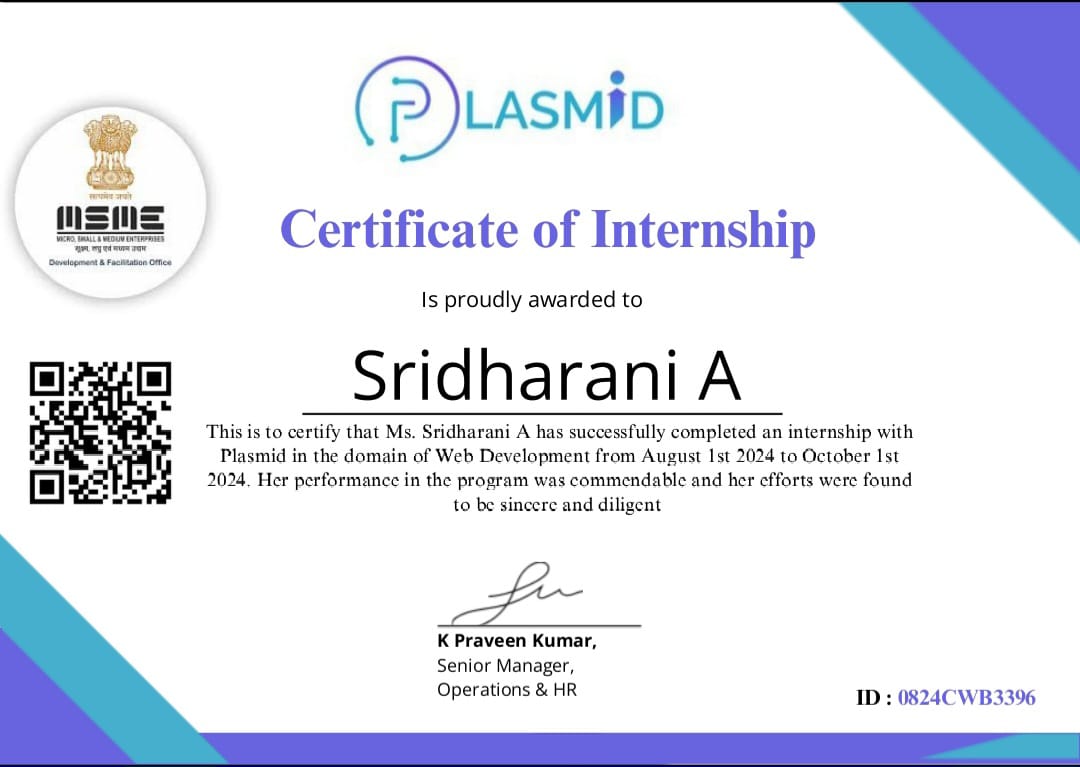 PLASMiD
सत्यमेव जयते
MSME
MICRO, SMALL & MEDIUM ENTERPRISES
सूक्ष्म, लघु एवं मध्यम उद्यम
Development & Facilitation Office
Certificate of Internship
Is proudly awarded to
Sridharani A
This is to certify that Ms. Sridharani A has successfully completed an internship with
Plasmid in the domain of Web Development from August 1st 2024 to October 1st
2024. Her performance in the program was commendable and her efforts were found
to be sincere and diligent
K Praveen Kumar,
Senior Manager,
Operations & HR
ID : 0824CWB3396